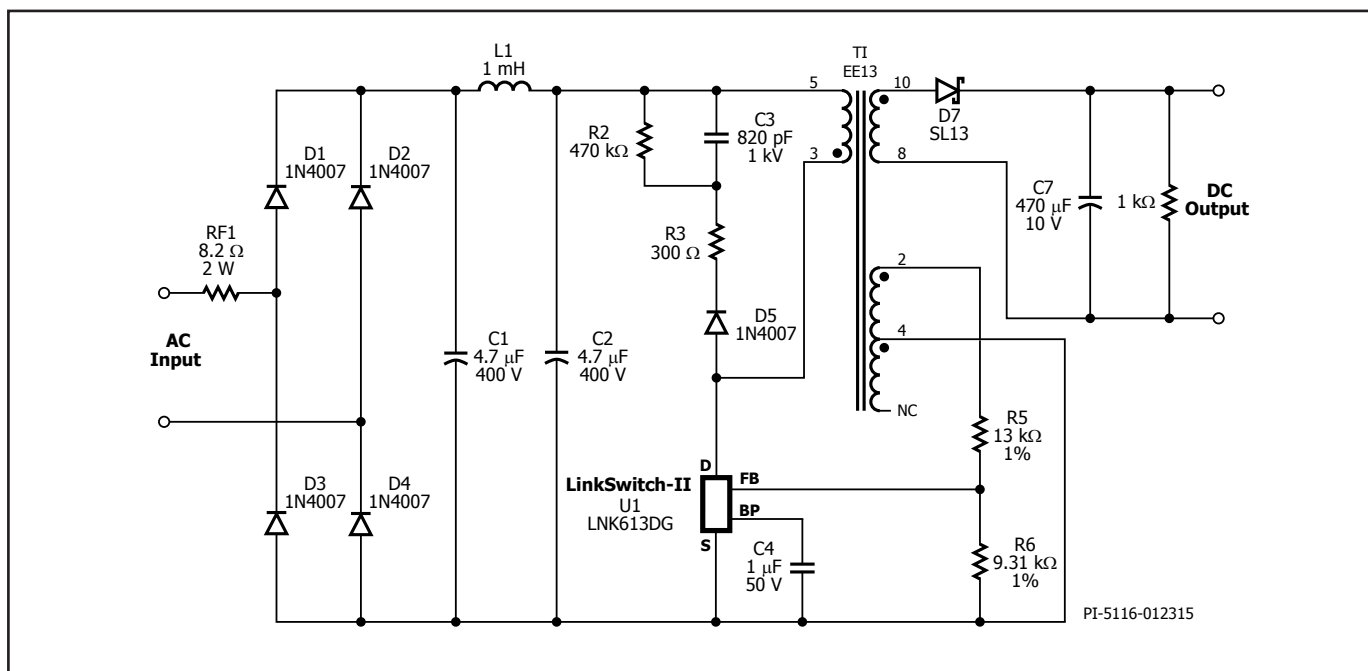 L1
1 mH
TI
EE13
5
10
D7
SL13
C3
820 pF
1 kV
R2
470 kΩ
3
8
D1
1N4007
D2
1N4007
C7
470 μF
10 V
1 kΩ
DC
Output
RF1
8.2 Ω
2 W
R3
300 Ω
2
AC
Input
C1
4.7 μF
400 V
C2
4.7 μF
400 V
D5
1N4007
4
NC
R5
13 kΩ
1%
D3
1N4007
D4
1N4007
D
FB
LinkSwitch-II
U1
LNK613DG
BP
S
C4
1 μF
50 V
R6
9.31 kΩ
1%
PI-5116-012315